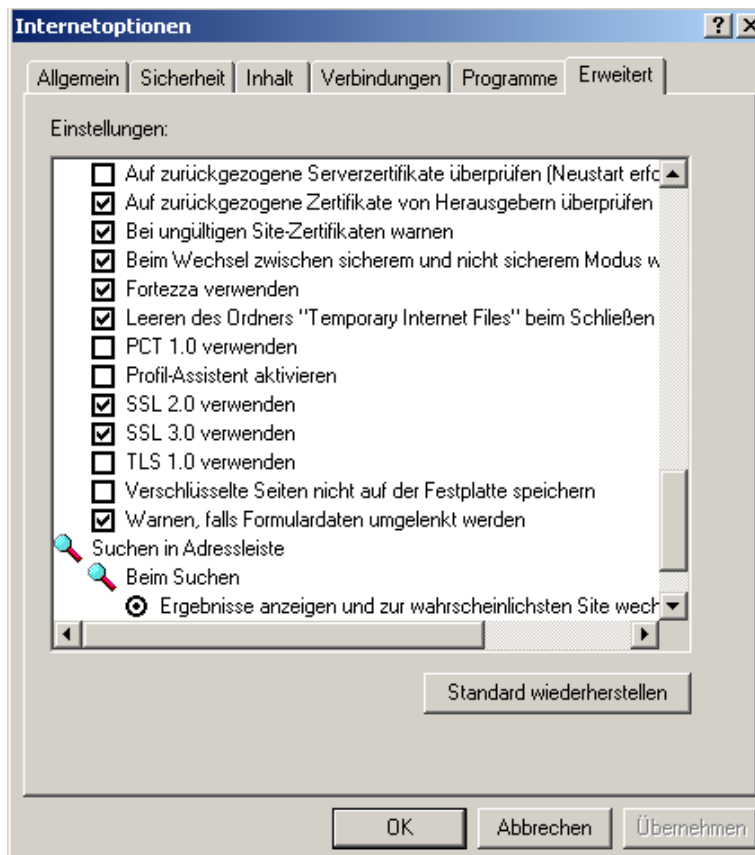 Internetoptionen
Allgemein Sicherheit Inhalt Verbindungen Programme Erweitert
Einstellungen:
Auf zurückgezogene Serverzertifikate überprüfen (Neustart erfc
Auf zurückgezogene Zertifikate von Herausgebern überprüfen
Bei ungültigen Site-Zertifikaten warnen
Beim Wechsel zwischen sicherem und nicht sicherem Modus w
Fortezza verwenden
Leeren des Ordners "Temporary Internet Files" beim Schließen
PCT 1.0 verwenden
Profil-Assistent aktivieren
SSL 2.0 verwenden
SSL 3.0 verwenden
TLS 1.0 verwenden
Verschlüsselte Seiten nicht auf der Festplatte speichern
Warnen, falls Formulardaten umgelenkt werden
Suchen in Adressleiste
Beim Suchen
Ergebnisse anzeigen und zur wahrscheinlichsten Site wech
Standard wiederherstellen
OK Abbrechen Übernehmen